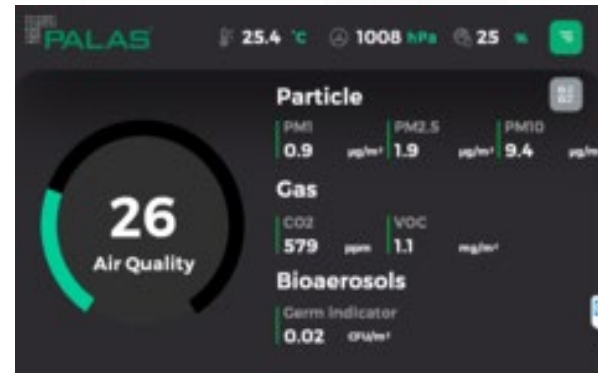 PALAS 25.4 °C 1008 hPa 25 %
Particle
PM1 PM2.5 PM10
0.9 µg/m³ 1.9 µg/m³ 9.4 µg/m
Gas
CO2 VOC
579 ppm 1.1 mg/m³
26
Air Quality
Bioaerosols
Germ Indicator
0.02 CFU/m³